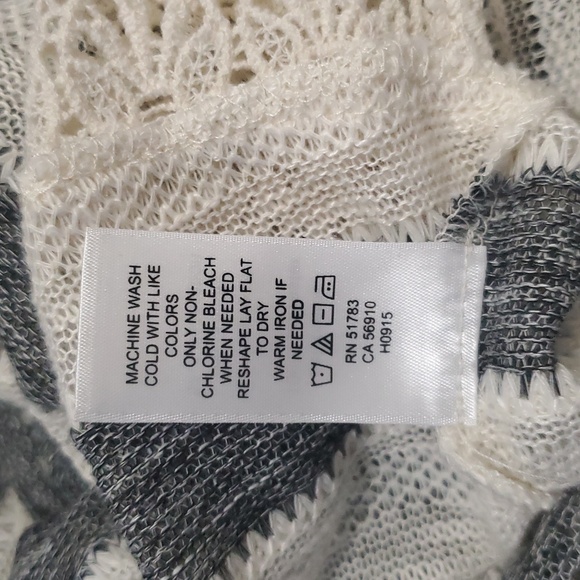 MACHINE WASH
COLD WITH LIKE
COLORS
ONLY NON-
CHLORINE BLEACH
WHEN NEEDED
RESHAPE LAY FLAT
TO DRY
WARM IRON IF
NEEDED
RN 51783
CA 56910
H0915